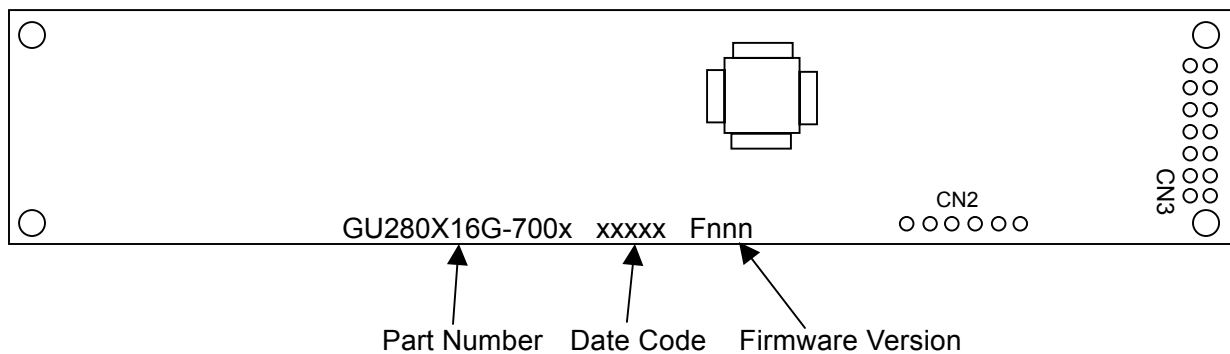 CN2
CN3
GU280X16G-700x xxxxx Fnnn
Part Number Date Code Firmware Version